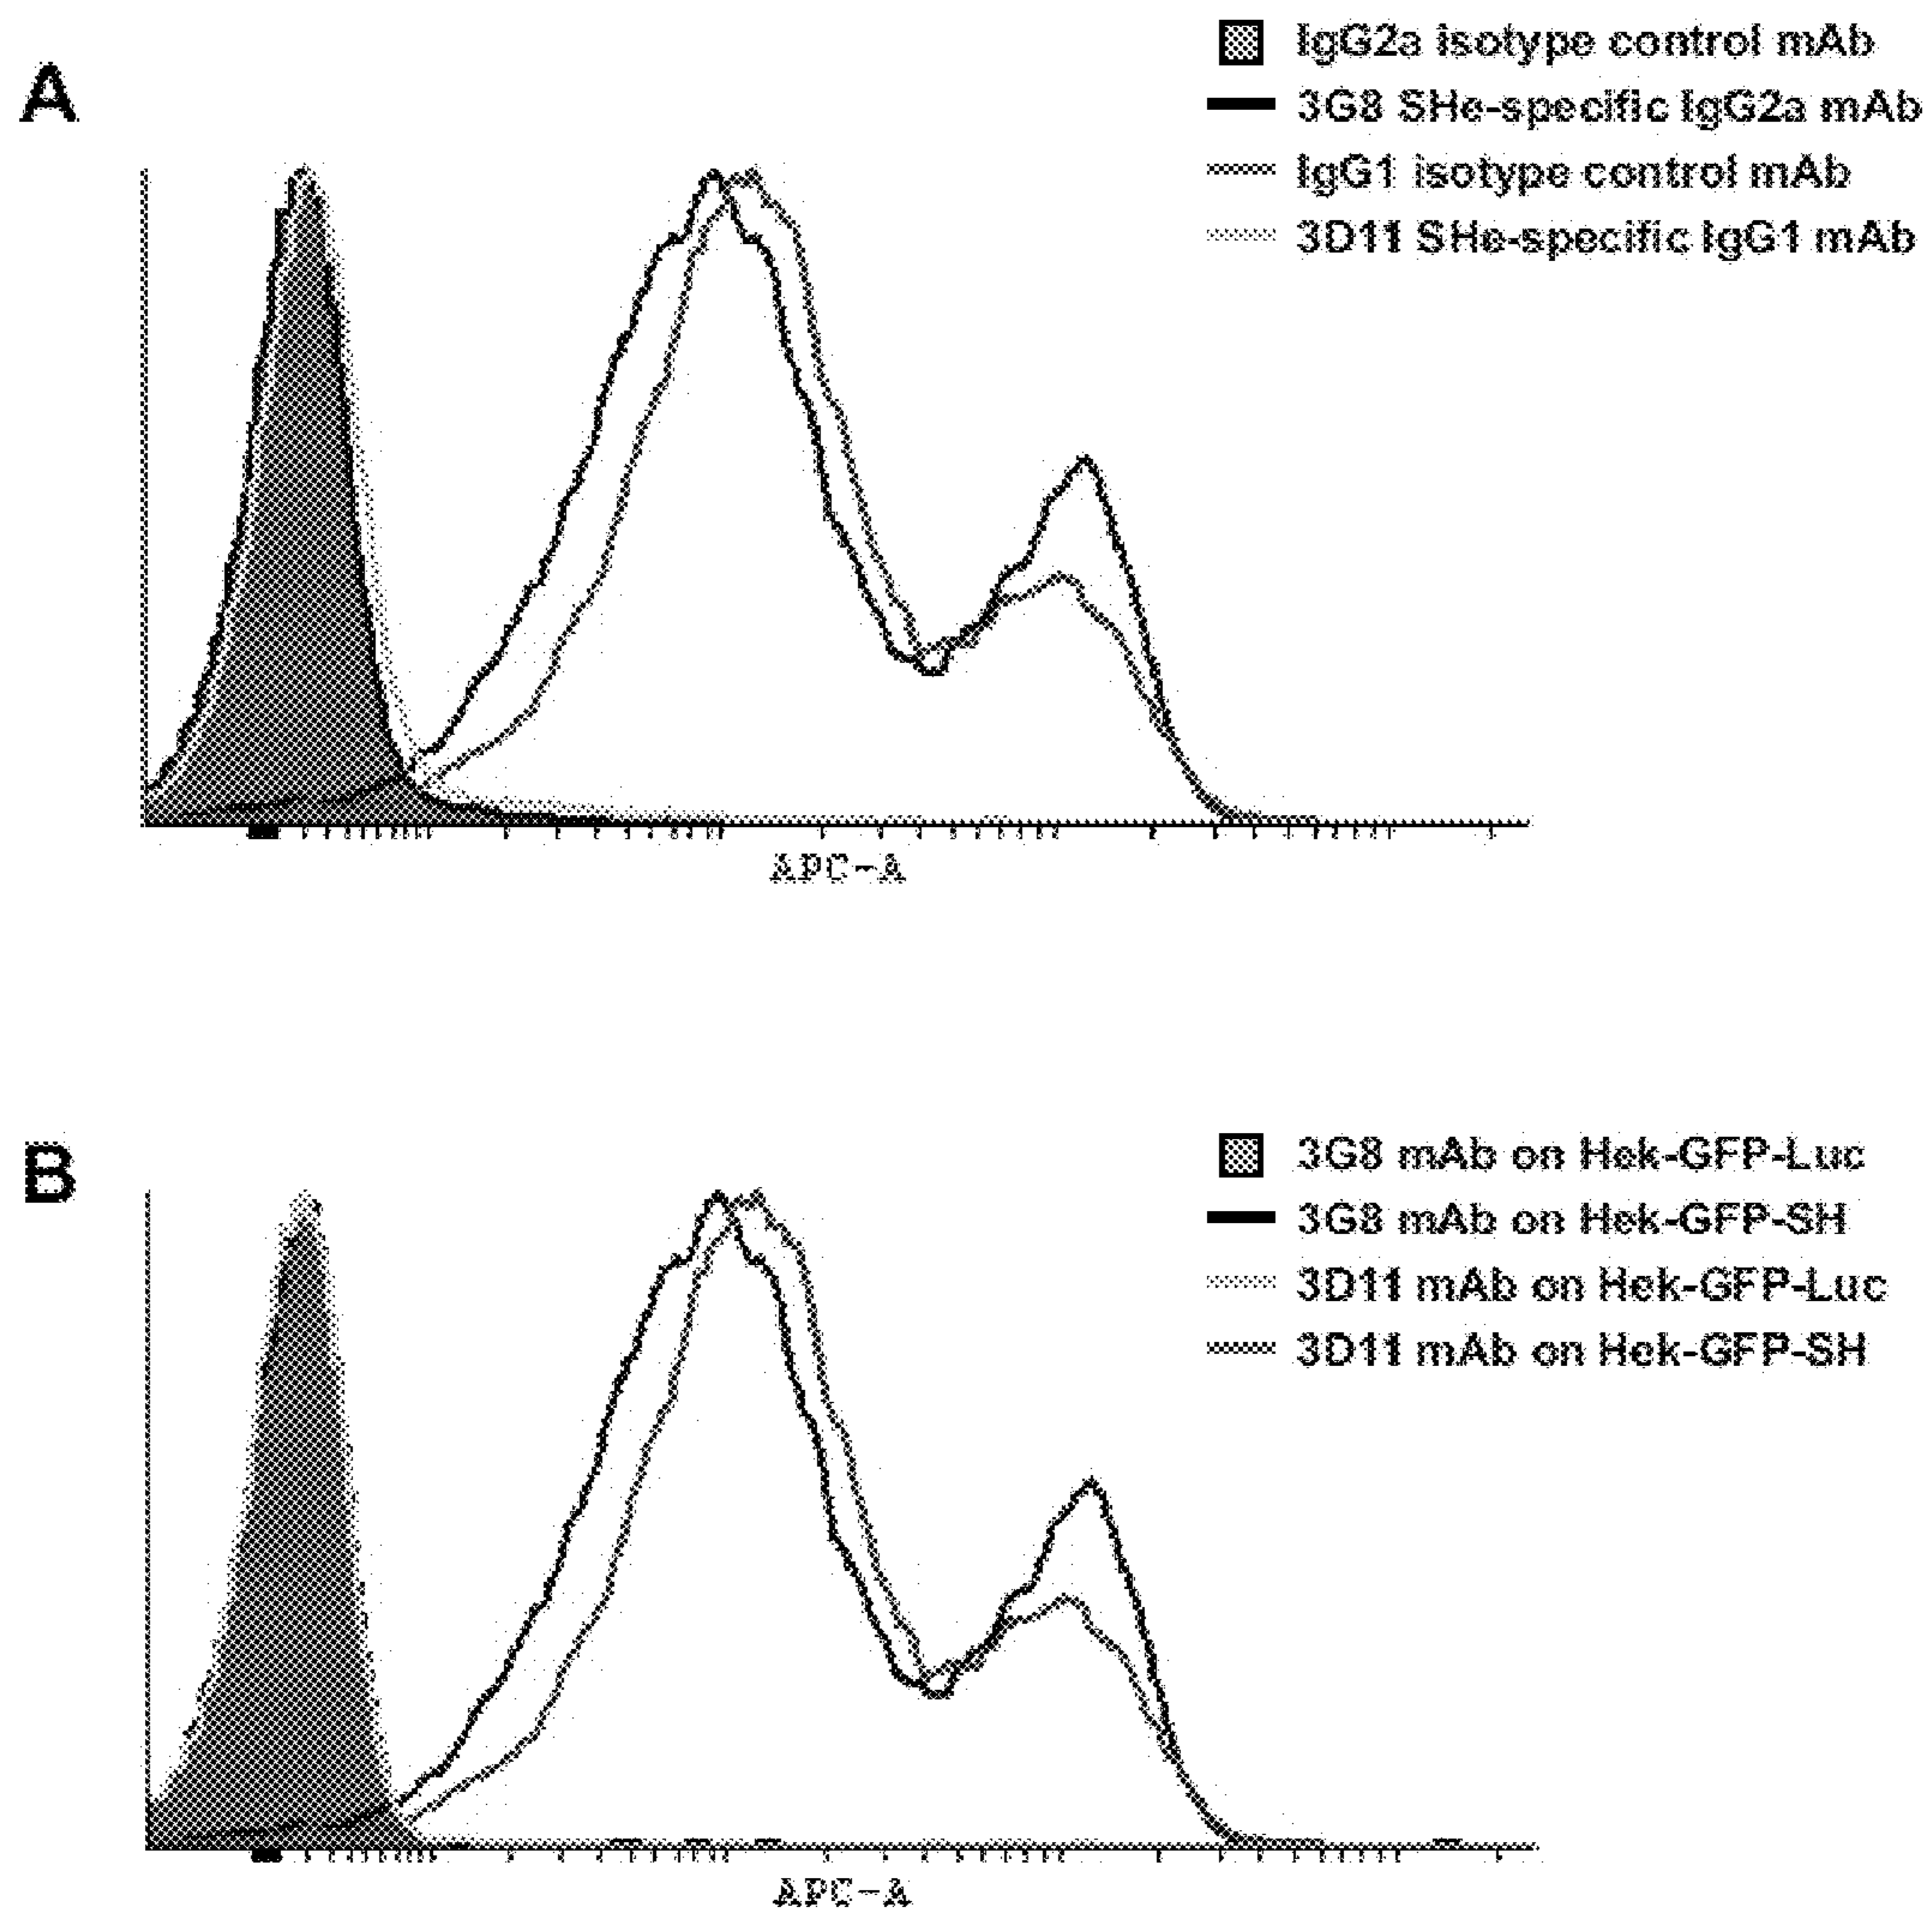 A
IgG2a isotype control mAb
3G8 SHe-specific IgG2a mAb
IgG1 isotype control mAb
3D11 SHe-specific IgG1 mAb
APC-A
B
3G8 mAb on Hek-GFP-Luc
3G8 mAb on Hek-GFP-SH
3D11 mAb on Hek-GFP-Luc
3D11 mAb on Hek-GFP-SH
APC-A